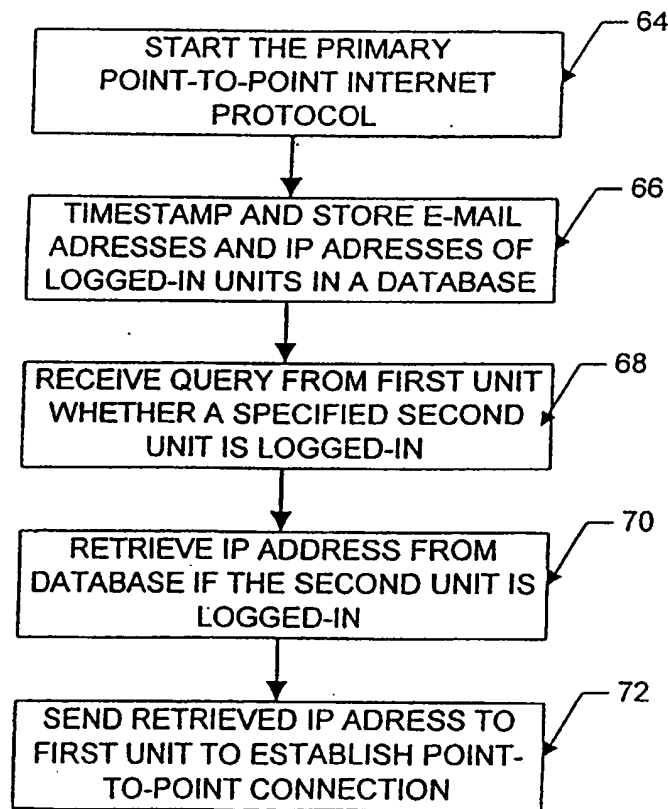 64
START THE PRIMARY
POINT-TO-POINT INTERNET
PROTOCOL
66
TIMESTAMP AND STORE E-MAIL
ADRESSES AND IP ADRESSES OF
LOGGED-IN UNITS IN A DATABASE
68
RECEIVE QUERY FROM FIRST UNIT
WHETHER A SPECIFIED SECOND
UNIT IS LOGGED-IN
70
RETRIEVE IP ADDRESS FROM
DATABASE IF THE SECOND UNIT IS
LOGGED-IN
72
SEND RETRIEVED IP ADRESS TO
FIRST UNIT TO ESTABLISH POINT-
TO-POINT CONNECTION